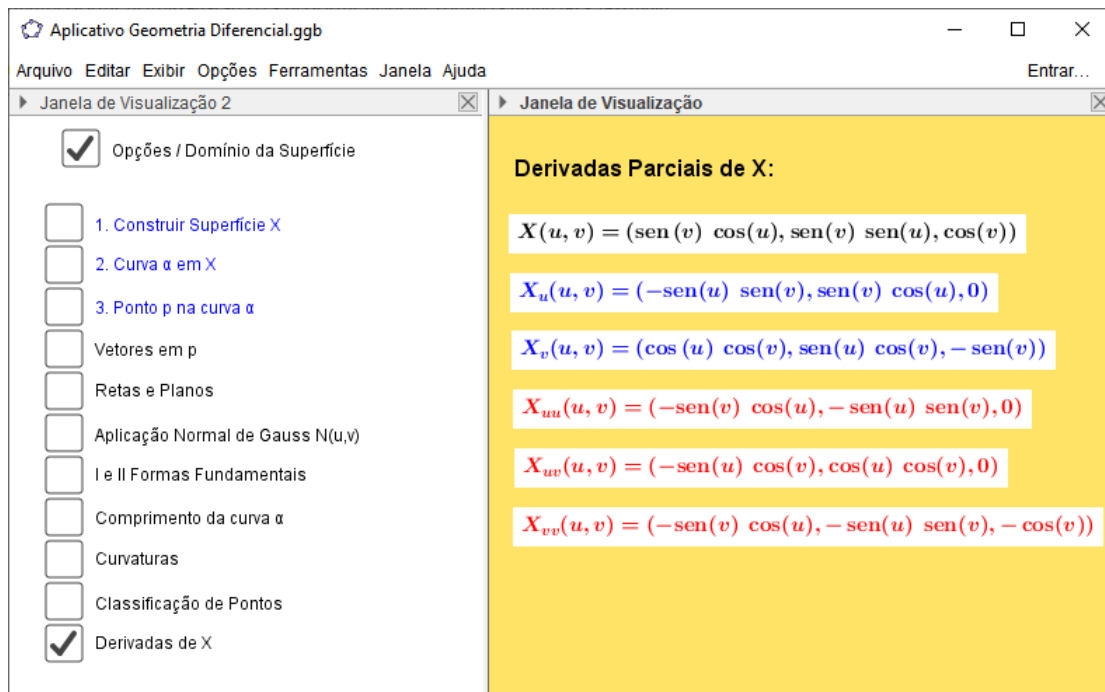 Aplicativo Geometria Diferencial.ggb
Arquivo Editar Exibir Opções Ferramentas Janela Ajuda
Entrar...
Janela de Visualização 2
Opções / Domínio da Superfície
1. Construir Superfície X
2. Curva α em X
3. Ponto p na curva α
Vetores em p
Retas e Planos
Aplicação Normal de Gauss N(u,v)
I e II Formas Fundamentais
Comprimento da curva α
Curvaturas
Classificação de Pontos
Derivadas de X
Janela de Visualização
Derivadas Parciais de X:
X(u, v) = (sen (v) cos(u), sen(v) sen(u), cos(v))
X_u(u, v) = (−sen(u) sen(v), sen(v) cos(u), 0)
X_v(u, v) = (cos (u) cos(v), sen(u) cos(v), − sen(v))
X_uu(u, v) = (−sen(v) cos(u), − sen(u) sen(v), 0)
X_uv(u, v) = (−sen(u) cos(v), cos(u) cos(v), 0)
X_vv(u, v) = (−sen(v) cos(u), − sen(u) sen(v), − cos(v))